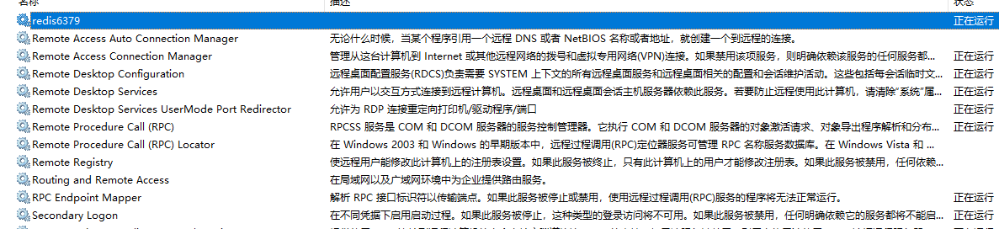 名称 描述 状态
redis6379 正在运行
Remote Access Auto Connection Manager 无论什么时候，当某个程序引用一个远程 DNS 或者 NetBIOS 名称或者地址，就创建一个到远程的连接。
Remote Access Connection Manager 管理从这台计算机到 Internet 或其他远程网络的拨号和虚拟专用网络(VPN)连接。如果禁用该项服务，则明确依赖该服务的任何服务都... 正在运行
Remote Desktop Configuration 远程桌面配置服务(RDCS)负责需要 SYSTEM 上下文的所有远程桌面服务和远程桌面相关的配置和会话维护活动。这些包括每会话临时文... 正在运行
Remote Desktop Services 允许用户以交互方式连接到远程计算机。远程桌面和远程桌面会话主机服务器依赖此服务。若要防止远程使用此计算机，请清除“系统”属... 正在运行
Remote Desktop Services UserMode Port Redirector 允许为 RDP 连接重定向打印机/驱动程序/端口 正在运行
Remote Procedure Call (RPC) RPCSS 服务是 COM 和 DCOM 服务器的服务控制管理器。它执行 COM 和 DCOM 服务器的对象激活请求、对象导出程序解析和分布... 正在运行
Remote Procedure Call (RPC) Locator 在 Windows 2003 和 Windows 的早期版本中，远程过程调用(RPC)定位器服务可管理 RPC 名称服务数据库。在 Windows Vista 和 ...
Remote Registry 使远程用户能修改此计算机上的注册表设置。如果此服务被终止，只有此计算机上的用户才能修改注册表。如果此服务被禁用，任何依赖...
Routing and Remote Access 在局域网以及广域网环境中为企业提供路由服务。
RPC Endpoint Mapper 解析 RPC 接口标识符以传输端点。如果此服务被停止或禁用，使用远程过程调用(RPC)服务的程序将无法正常运行。 正在运行
Secondary Logon 在不同凭据下启用启动过程。如果此服务被停止，这种类型的登录访问将不可用。如果此服务被禁用，任何明确依赖它的服务都将不能启... 正在运行